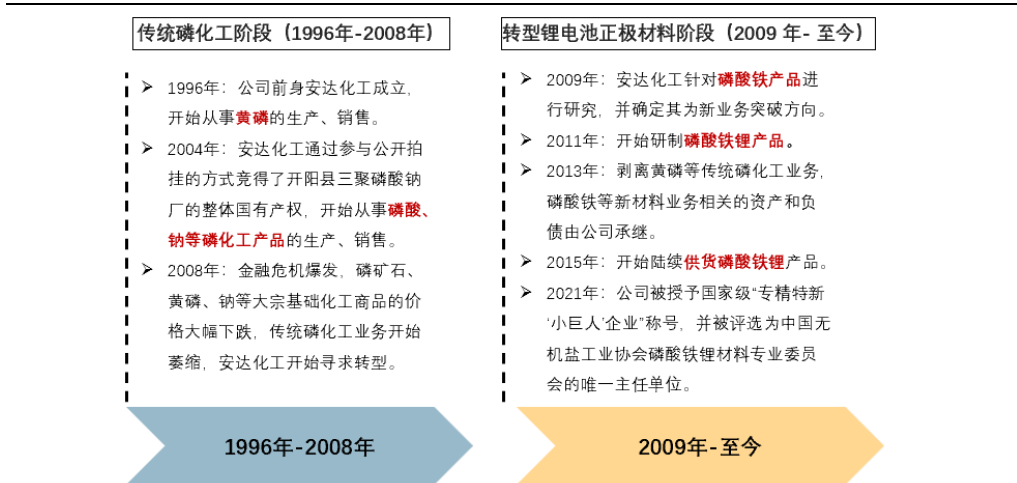 传统磷化工阶段（1996年-2008年）
➢ 1996年：公司前身安达化工成立，
开始从事黄磷的生产、销售。
➢ 2004年：安达化工通过参与公开拍
挂的方式竞得了开阳县三聚磷酸钠
厂的整体国有产权，开始从事磷酸、
钠等磷化工产品的生产、销售。
➢ 2008年：金融危机爆发，磷矿石、
黄磷、钠等大宗基础化工商品的价
格大幅下跌，传统磷化工业务开始
萎缩，安达化工开始寻求转型。
1996年-2008年
转型锂电池正极材料阶段（2009 年- 至今）
➢ 2009年：安达化工针对磷酸铁产品进
行研究，并确定其为新业务突破方向。
➢ 2011年：开始研制磷酸铁锂产品。
➢ 2013年：剥离黄磷等传统磷化工业务，
磷酸铁等新材料业务相关的资产和负
债由公司承继。
➢ 2015年：开始陆续供货磷酸铁锂产品。
➢ 2021年：公司被授予国家级“专精特新
‘小巨人’企业”称号，并被评选为中国无
机盐工业协会磷酸铁锂材料专业委员
会的唯一主任单位。
2009年-至今